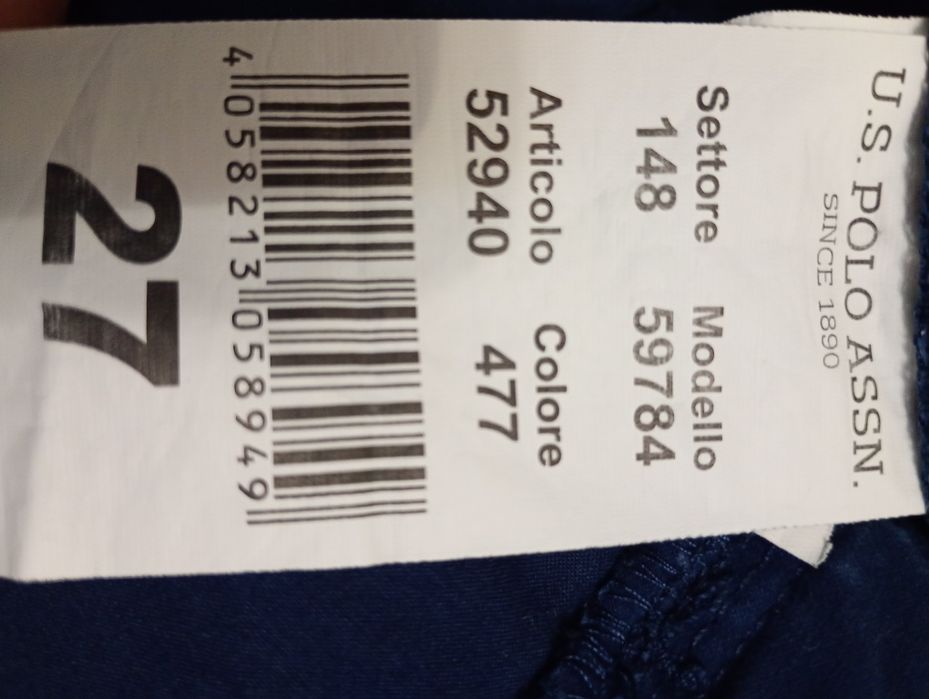 U.S. POLO ASSN.
SINCE 1890
Settore Modello
148 59784
Articolo Colore
52940 477
4 058213 058949
27